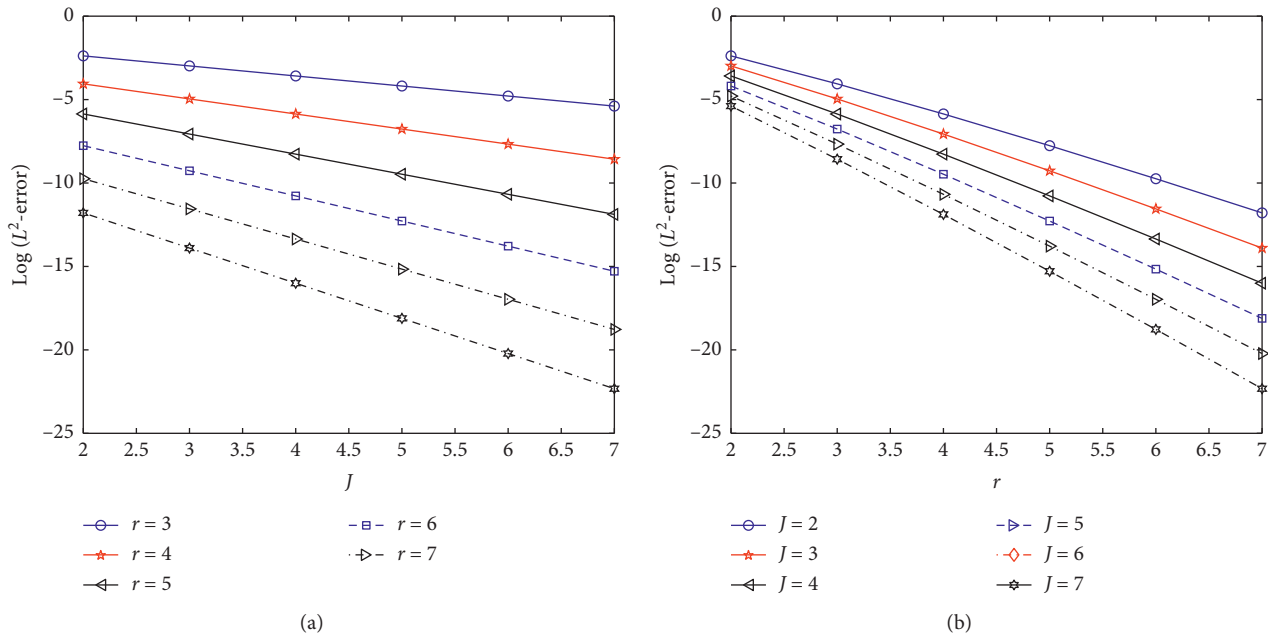 0
−5
−10
−15
−20
−25
Log (L²-error)
2 2.5 3 3.5 4 4.5 5 5.5 6 6.5 7
J
r = 3
r = 4
r = 5
r = 6
r = 7
(a)
0
−5
−10
−15
−20
−25
Log (L²-error)
2 2.5 3 3.5 4 4.5 5 5.5 6 6.5 7
r
J = 2
J = 3
J = 4
J = 5
J = 6
J = 7
(b)